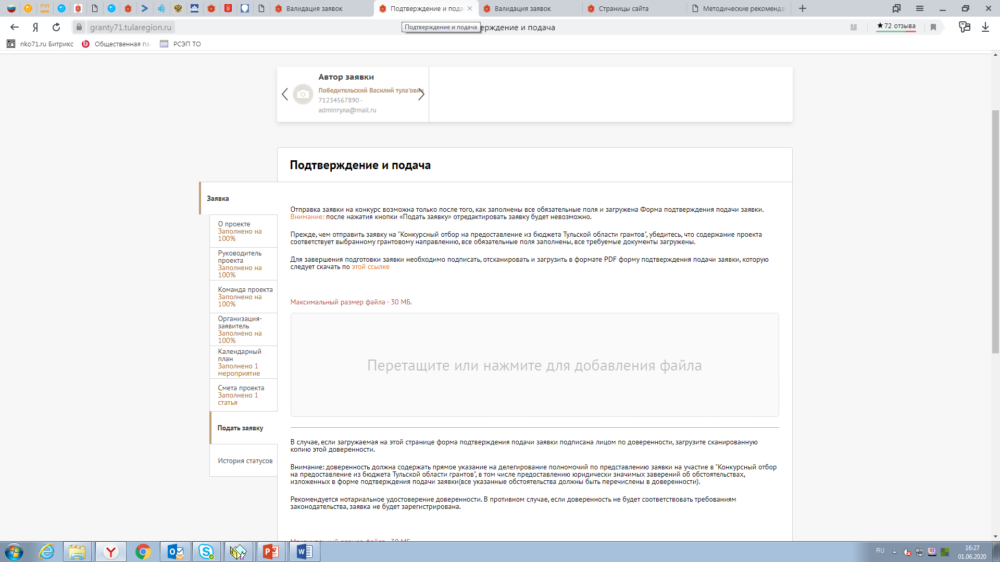 Валидация заявок
Подтверждение и пода
Валидация заявок
Страницы сайта
Методические рекоменда
granty71.tularegion.ru
Подтверждение и подача
ерждение и подача
★72 отзыва
nko71.ru Битрикс
Общественная па
РСЭП ТО
Автор заявки
Победительский Василий тула'ович
71234567890 -
adminтула@mail.ru
Подтверждение и подача
Заявка
О проекте
Заполнено на
100%
Руководитель
проекта
Заполнено на
100%
Команда проекта
Заполнено на
100%
Организация-
заявитель
Заполнено на
100%
Календарный
план
Заполнено 1
мероприятие
Смета проекта
Заполнено 1
статья
Подать заявку
История статусов
Отправка заявки на конкурс возможна только после того, как заполнены все обязательные поля и загружена Форма подтверждения подачи заявки.
Внимание: после нажатия кнопки «Подать заявку» отредактировать заявку будет невозможно.
Прежде, чем отправить заявку на "Конкурсный отбор на предоставление из бюджета Тульской области грантов", убедитесь, что содержание проекта
соответствует выбранному грантовому направлению, все обязательные поля заполнены, все требуемые документы загружены.
Для завершения подготовки заявки необходимо подписать, отсканировать и загрузить в формате PDF форму подтверждения подачи заявки, которую
следует скачать по этой ссылке
Максимальный размер файла - 30 МБ.
Перетащите или нажмите для добавления файла
В случае, если загружаемая на этой странице форма подтверждения подачи заявки подписана лицом по доверенности, загрузите сканированную
копию этой доверенности.
Внимание: доверенность должна содержать прямое указание на делегирование полномочий по представлению заявки на участие в "Конкурсный отбор
на предоставление из бюджета Тульской области грантов", в том числе предоставлению юридически значимых заверений об обстоятельствах,
изложенных в форме подтверждения подачи заявки(все указанные обстоятельства должны быть перечислены в доверенности).
Рекомендуется нотариальное удостоверение доверенности. В противном случае, если доверенность не будет соответствовать требованиям
законодательства, заявка не будет зарегистрирована.
Максимальный размер файла - 30 МБ.
RU
16:27
01.06.2020